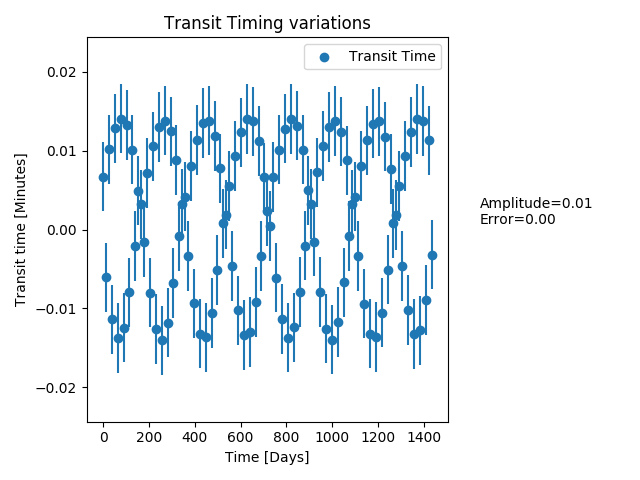 Transit Timing variations
Transit Time
0.02
0.01
0.00
−0.01
−0.02
Transit time [Minutes]
0 200 400 600 800 1000 1200 1400
Time [Days]
Amplitude=0.01
Error=0.00